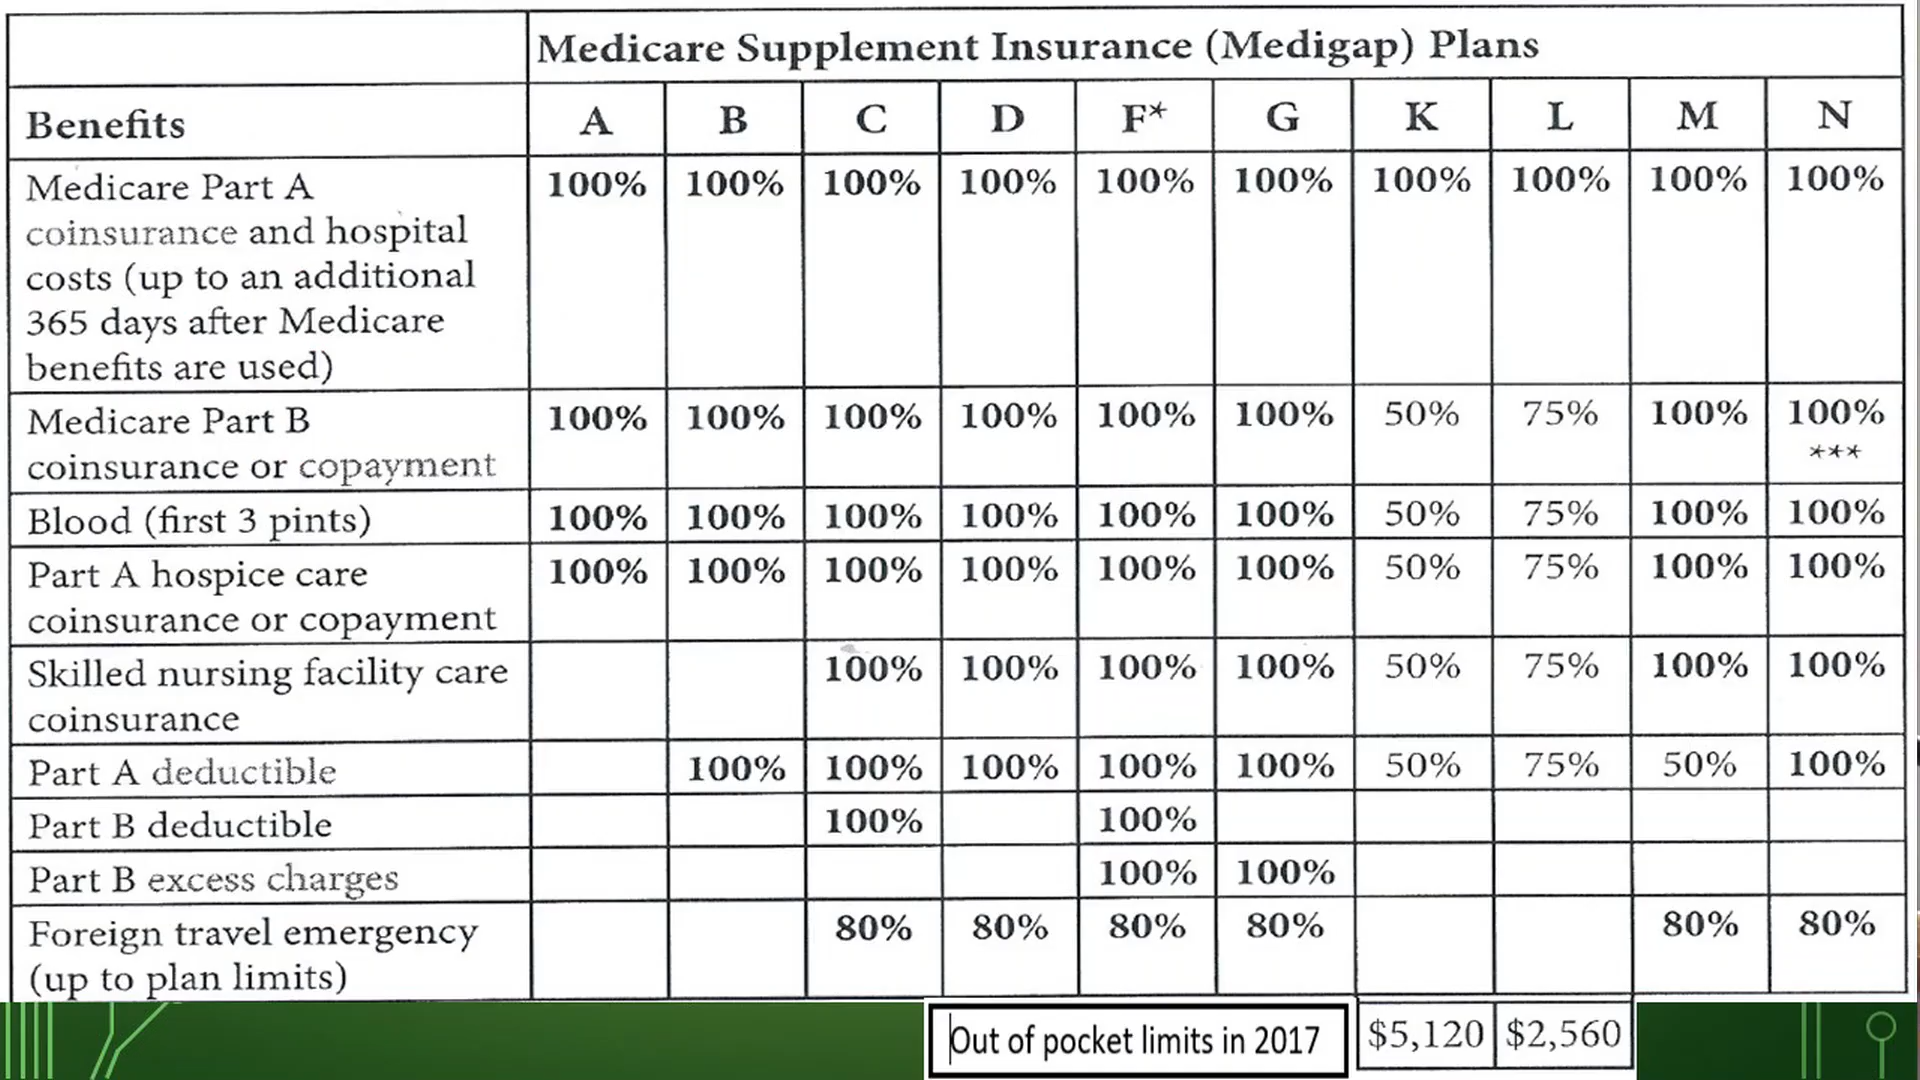 Medicare Supplement Insurance (Medigap) Plans
Benefits A B C D F* G K L M N
Medicare Part A 100% 100% 100% 100% 100% 100% 100% 100% 100% 100%
coinsurance and hospital
costs (up to an additional
365 days after Medicare
benefits are used)
Medicare Part B 100% 100% 100% 100% 100% 100% 50% 75% 100% 100%
coinsurance or copayment ***
Blood (first 3 pints) 100% 100% 100% 100% 100% 100% 50% 75% 100% 100%
Part A hospice care 100% 100% 100% 100% 100% 100% 50% 75% 100% 100%
coinsurance or copayment
Skilled nursing facility care 100% 100% 100% 100% 50% 75% 100% 100%
coinsurance
Part A deductible 100% 100% 100% 100% 100% 50% 75% 50% 100%
Part B deductible 100% 100%
Part B excess charges 100% 100%
Foreign travel emergency 80% 80% 80% 80% 80% 80%
(up to plan limits)
Out of pocket limits in 2017 $5,120 $2,560